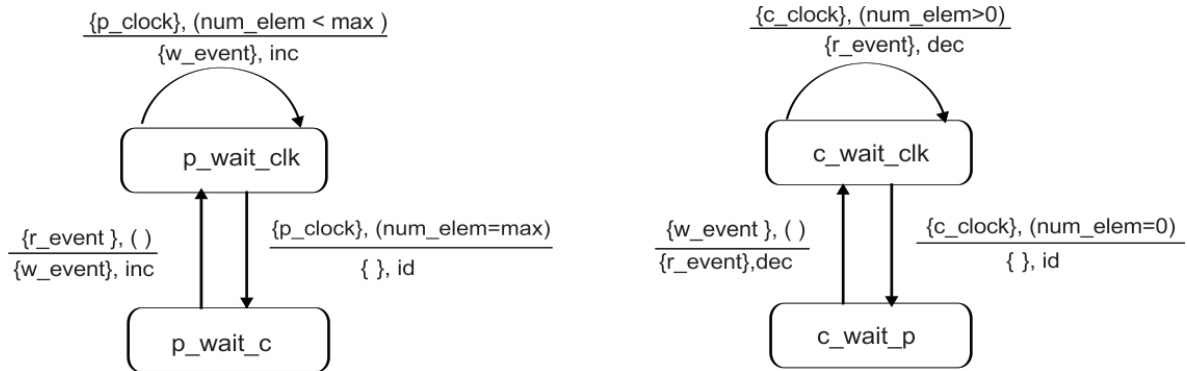 {p_clock}, (num_elem < max )
{w_event}, inc
p_wait_clk
{r_event }, ( )
{w_event}, inc
{p_clock}, (num_elem=max)
{ }, id
p_wait_c
{c_clock}, (num_elem>0)
{r_event}, dec
c_wait_clk
{w_event }, ( )
{r_event},dec
{c_clock}, (num_elem=0)
{ }, id
c_wait_p